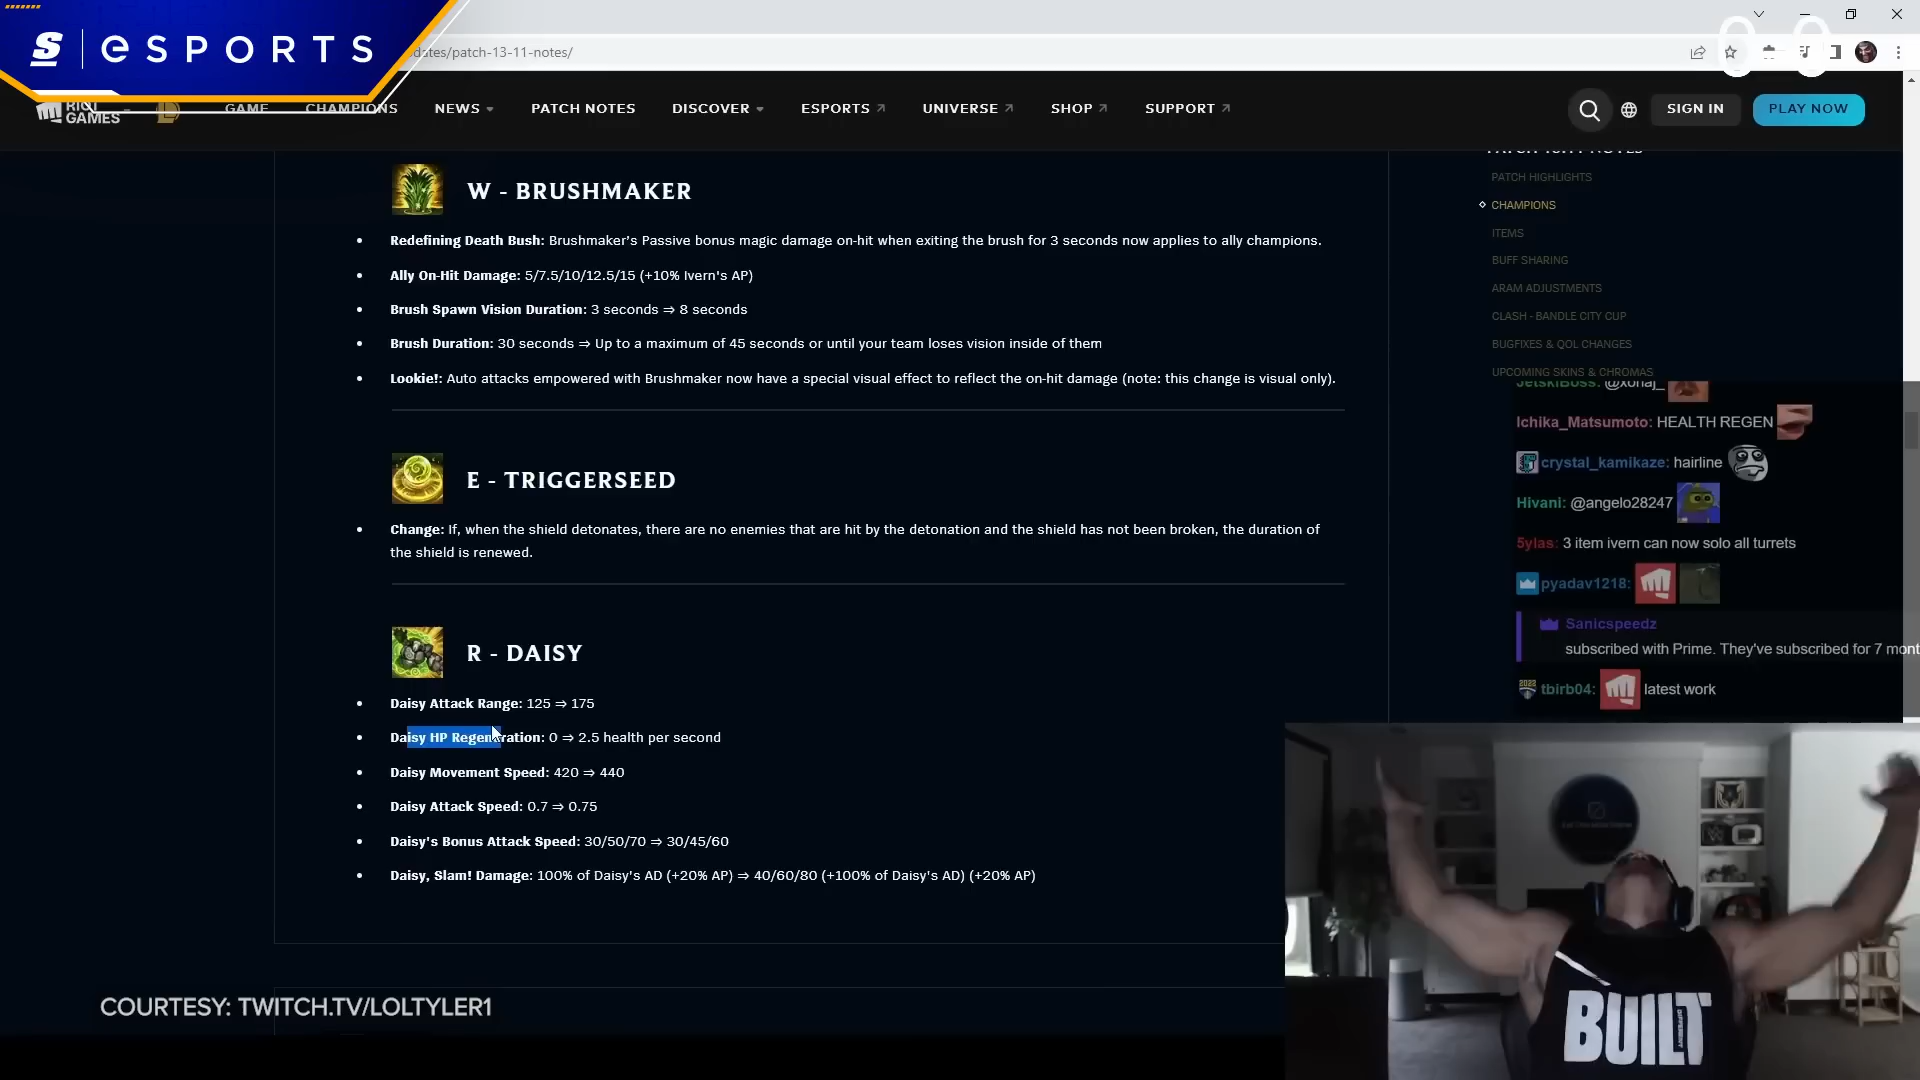 S | eSPORTS
dates/patch-13-11-notes/
RIOT GAMES
GAME CHAMPIONS NEWS PATCH NOTES DISCOVER ESPORTS UNIVERSE SHOP SUPPORT SIGN IN PLAY NOW
W - BRUSHMAKER
• Redefining Death Bush: Brushmaker's Passive bonus magic damage on-hit when exiting the brush for 3 seconds now applies to ally champions.
• Ally On-Hit Damage: 5/7.5/10/12.5/15 (+10% Ivern's AP)
• Brush Spawn Vision Duration: 3 seconds ⇒ 8 seconds
• Brush Duration: 30 seconds ⇒ Up to a maximum of 45 seconds or until your team loses vision inside of them
• Lookie!: Auto attacks empowered with Brushmaker now have a special visual effect to reflect the on-hit damage (note: this change is visual only).
E - TRIGGERSEED
• Change: If, when the shield detonates, there are no enemies that are hit by the detonation and the shield has not been broken, the duration of
the shield is renewed.
R - DAISY
• Daisy Attack Range: 125 ⇒ 175
• Daisy HP Regeneration: 0 ⇒ 2.5 health per second
• Daisy Movement Speed: 420 ⇒ 440
• Daisy Attack Speed: 0.7 ⇒ 0.75
• Daisy's Bonus Attack Speed: 30/50/70 ⇒ 30/45/60
• Daisy, Slam! Damage: 100% of Daisy's AD (+20% AP) ⇒ 40/60/80 (+100% of Daisy's AD) (+20% AP)
PATCH HIGHLIGHTS
CHAMPIONS
ITEMS
BUFF SHARING
ARAM ADJUSTMENTS
CLASH - BANDLE CITY CUP
BUGFIXES & QOL CHANGES
UPCOMING SKINS & CHROMAS
JetskiBoss: @xonaj_
Ichika_Matsumoto: HEALTH REGEN
crystal_kamikaze: hairline
Hivani: @angelo28247
5ylas: 3 item ivern can now solo all turrets
pyadav1218:
Sanicspeedz
subscribed with Prime. They've subscribed for 7 mont
2022 tbirb04: latest work
BUILT
DIFFERENT
COURTESY: TWITCH.TV/LOLTYLER1